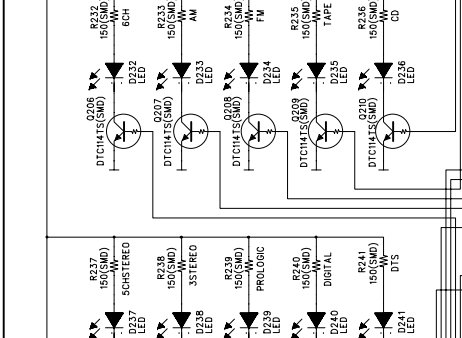 R232
150(SMD)
6CH
R233
150(SMD)
AM
R234
150(SMD)
FM
R235
150(SMD)
TAPE
R236
150(SMD)
CD
D232
LED
D233
LED
D234
LED
D235
LED
D236
LED
Q206
DTC114TS(SMD)
Q207
DTC114TS(SMD)
Q208
DTC114TS(SMD)
Q209
DTC114TS(SMD)
Q210
DTC114TS(SMD)
R237
150(SMD)
5CHSTEREO
R238
150(SMD)
3STEREO
R239
150(SMD)
PROLOGIC
R240
150(SMD)
DIGITAL
R241
150(SMD)
DTS
D237
LED
D238
LED
D239
LED
D240
LED
D241
LED